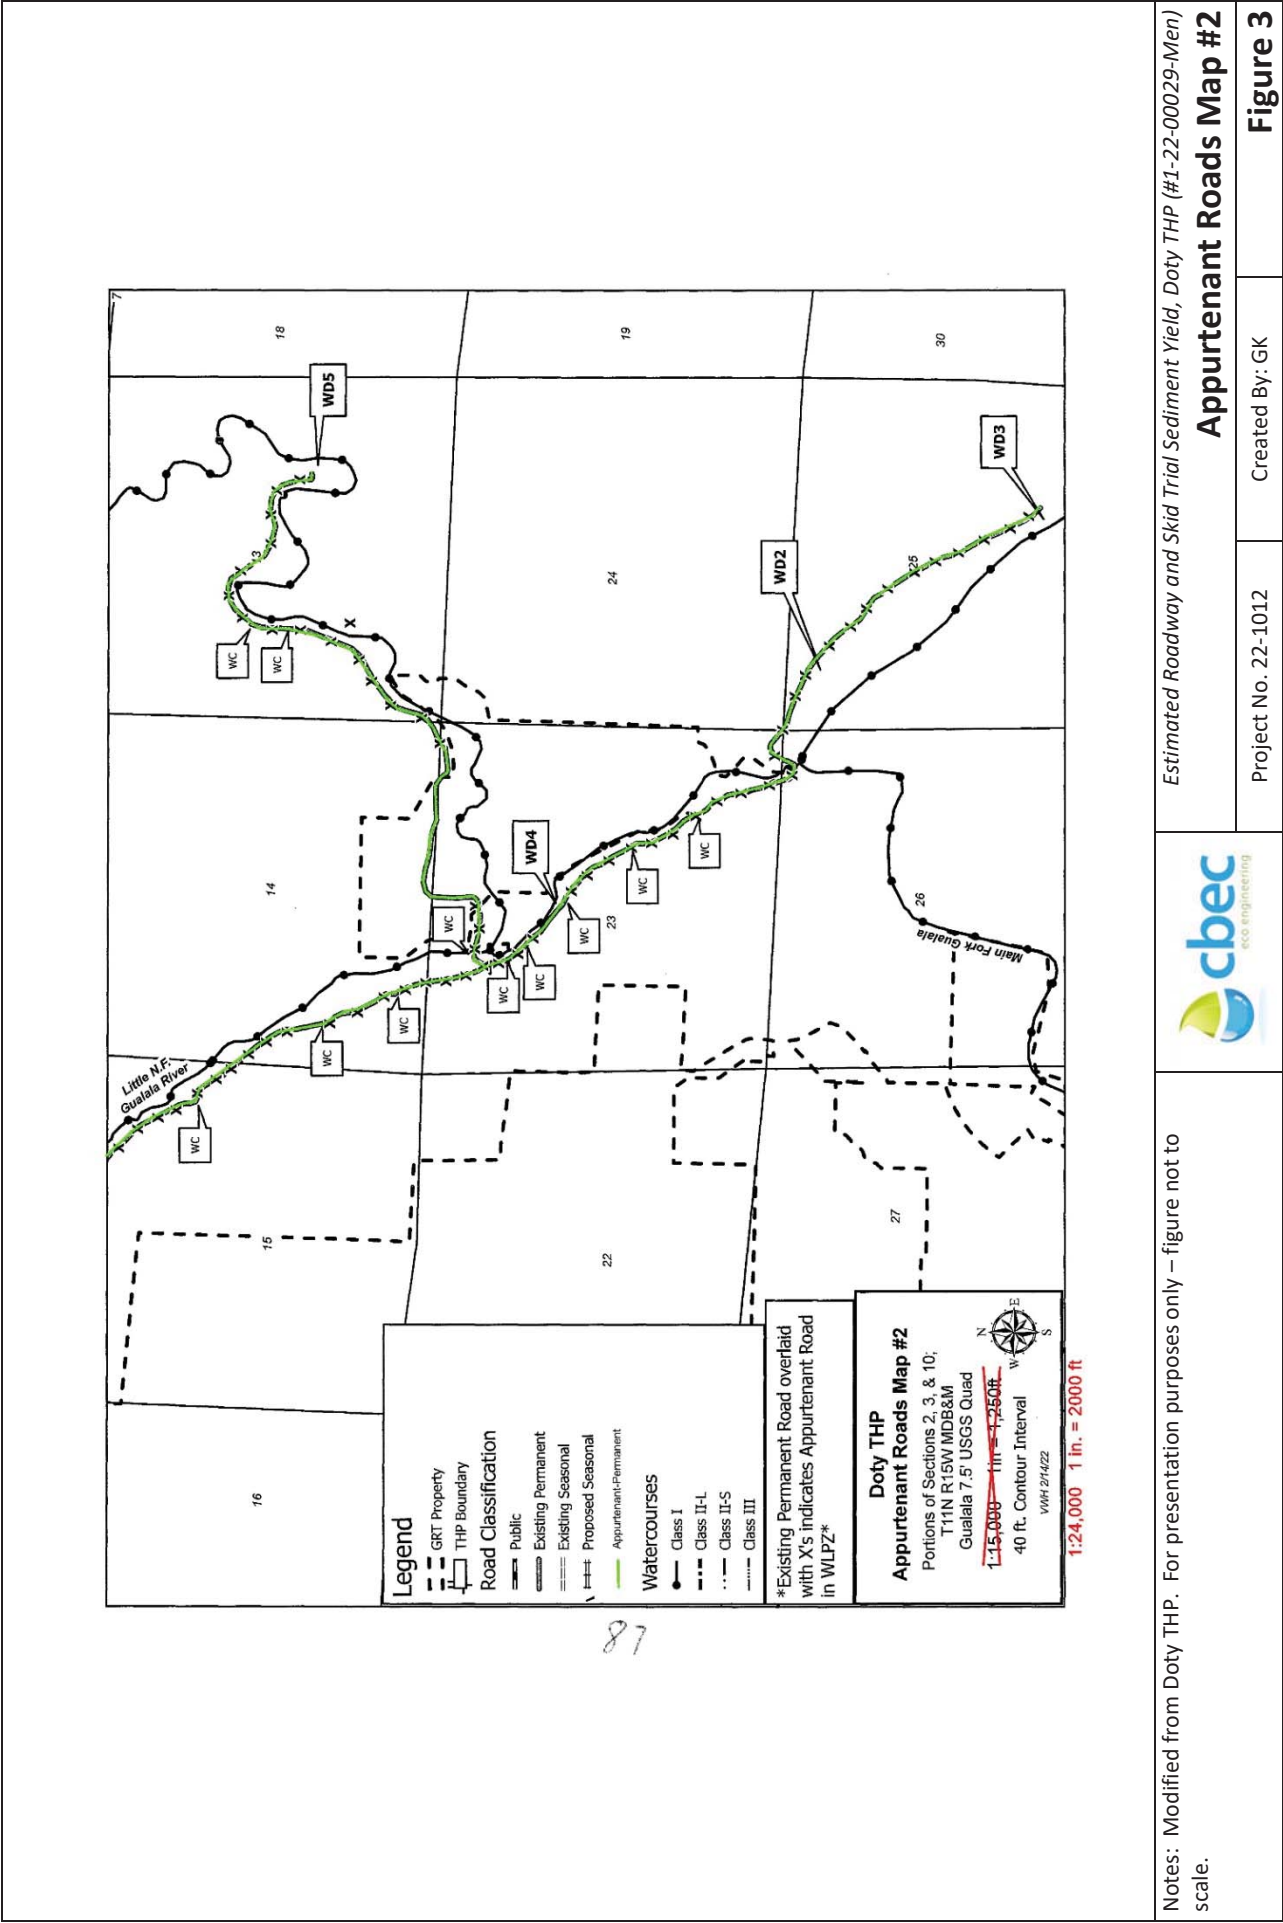 7
18
WD5
13
WC
WC
14
Little N.F.
Gualala River
WC
WC
WC
WC
WC
WC
WD4
WC
23
WC
WC
24
19
WD2
30
WD3
25
26
Main Fork Gualala
15
16
22
27
Legend
GRT Property
THP Boundary
Road Classification
Public
Existing Permanent
Existing Seasonal
Proposed Seasonal
Appurtenant-Permanent
Watercourses
Class I
Class II-L
Class II-S
Class III
*Existing Permanent Road overlaid
with X's indicates Appurtenant Road
in WLPZ*
Doty THP
Appurtenant Roads Map #2
Portions of Sections 2, 3, & 10;
T11N R15W MDB&M
Gualala 7.5' USGS Quad
1:15,000 1 in = 1,250ft
40 ft. Contour Interval
VWH 2/14/22
N
W E
S
1:24,000 1 in. = 2000 ft
87
Notes: Modified from Doty THP. For presentation purposes only – figure not to
scale.
cbec
eco engineering
Estimated Roadway and Skid Trial Sediment Yield, Doty THP (#1-22-00029-Men)
Appurtenant Roads Map #2
Project No. 22-1012
Created By: GK
Figure 3